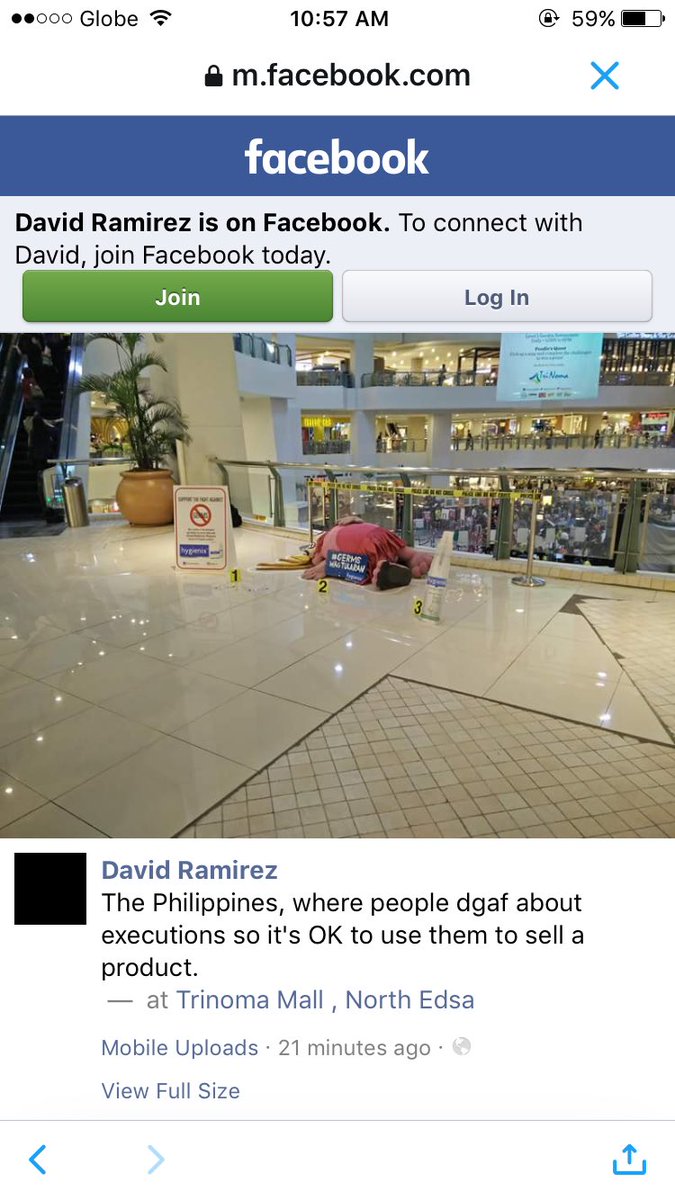 Globe
10:57 AM
59%
m.facebook.com
facebook
David Ramirez is on Facebook. To connect with
David, join Facebook today.
Join
Log In
TriNoma
SUPPORT THE FIGHT AGAINST
hygienix
1
#GERMS
WAG TULARAN
hygienix
2
3
David Ramirez
The Philippines, where people dgaf about
executions so it's OK to use them to sell a
product.
— at Trinoma Mall , North Edsa
Mobile Uploads · 21 minutes ago ·
View Full Size